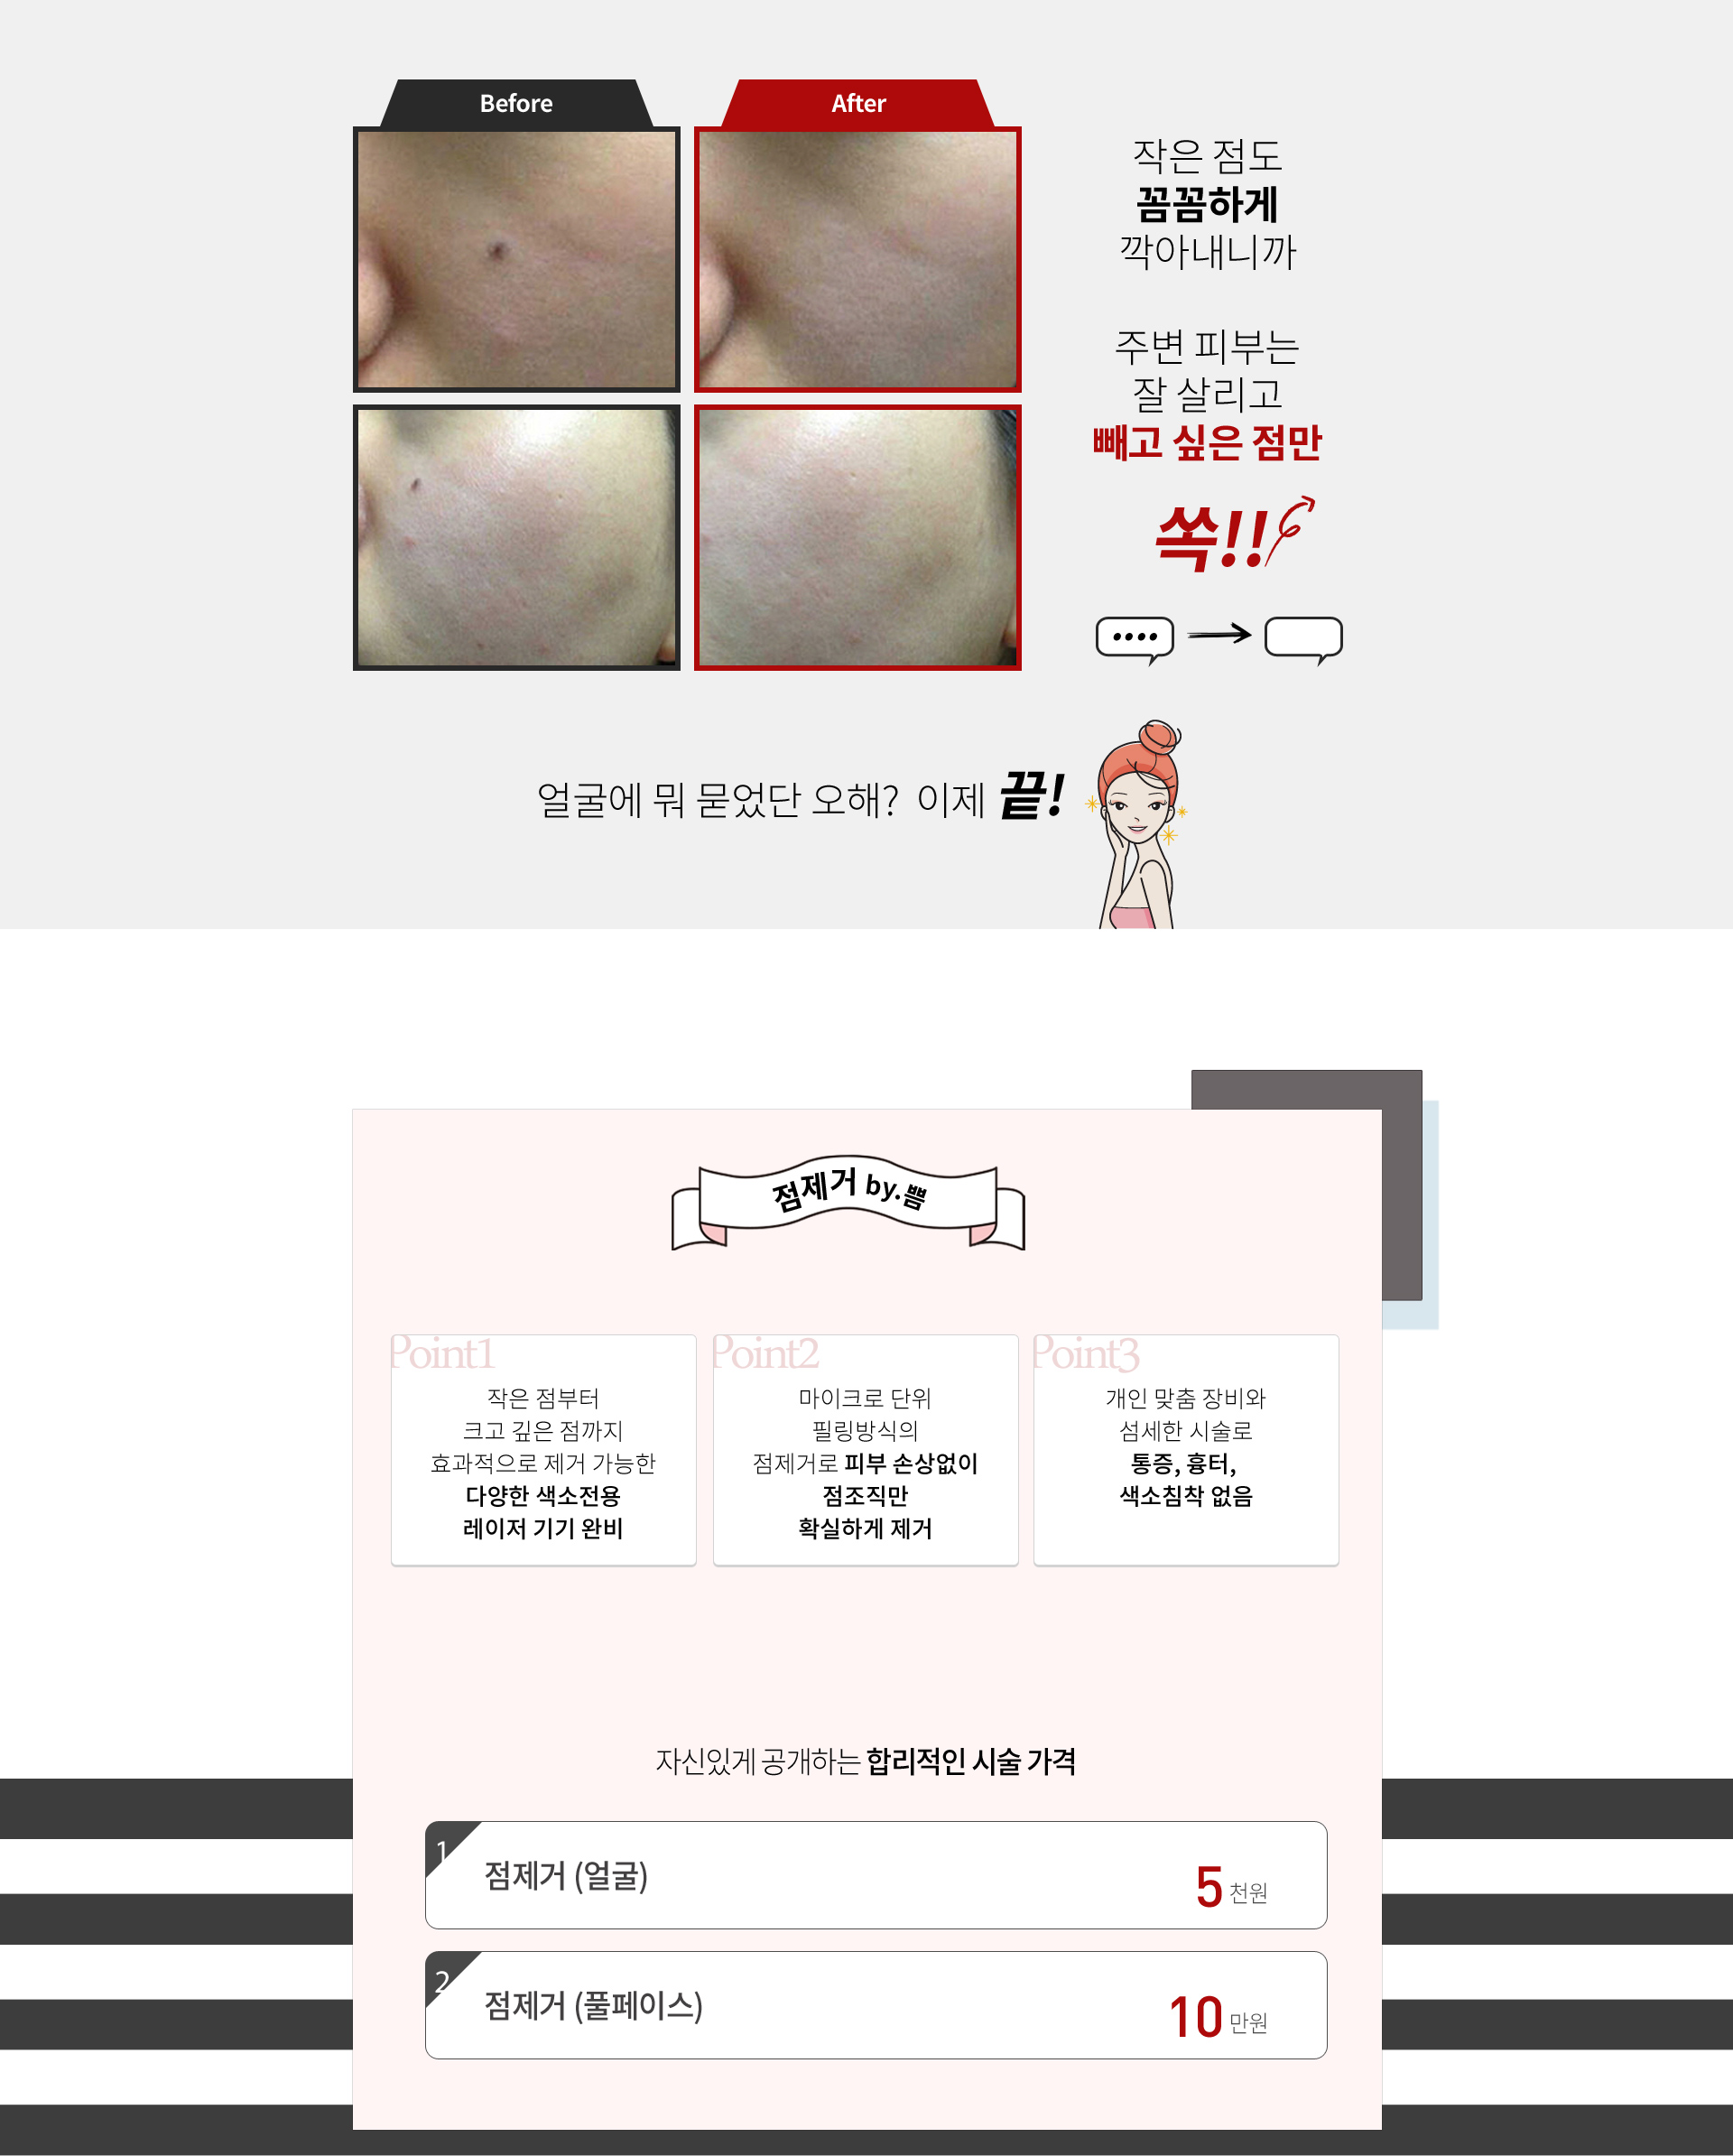 Before
After
작은 점도
꼼꼼하게
깍아내니까
주변 피부는
잘 살리고
빼고 싶은 점만
쏙!!
얼굴에 뭐 묻었단 오해? 이제 끝!
점제거 by.쁨
Point1
작은 점부터
크고 깊은 점까지
효과적으로 제거 가능한
다양한 색소전용
레이저 기기 완비
Point2
마이크로 단위
필링방식의
점제거로 피부 손상없이
점조직만
확실하게 제거
Point3
개인 맞춤 장비와
섬세한 시술로
통증, 흉터,
색소침착 없음
자신있게 공개하는 합리적인 시술 가격
1
점제거 (얼굴)
5 천원
2
점제거 (풀페이스)
10 만원